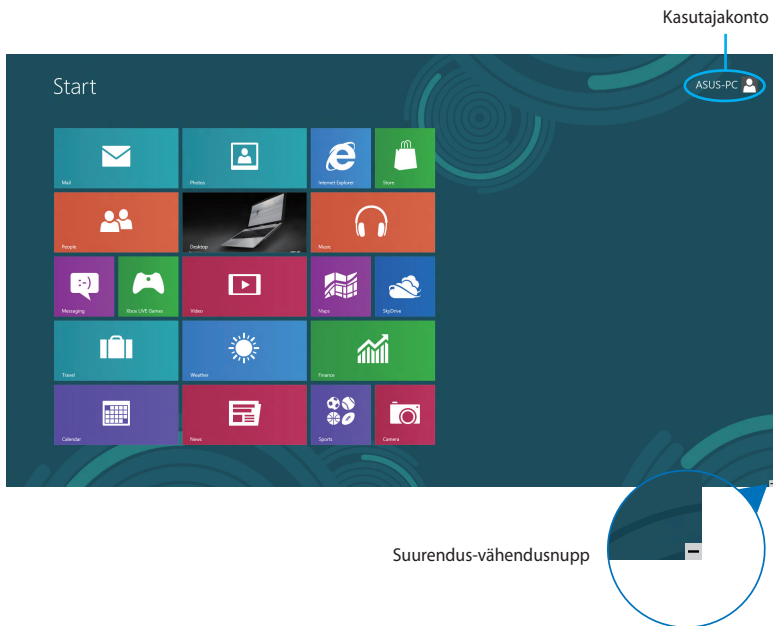 Kasutajakonto
Start
ASUS-PC
Mail
Photos
Internet Explorer
Store
People
Desktop
Music
Messaging
Xbox LIVE Games
Video
Maps
SkyDrive
Travel
Weather
Finance
Calendar
News
Sports
Camera
Suurendus-vähendusnupp